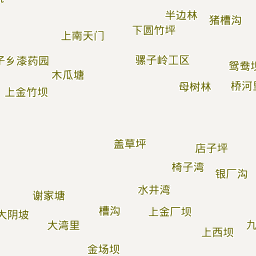 半边林
猪槽沟
下圆竹坪
上南天门
子乡漆药园
骡子岭工区
鸳鸯坝
木瓜塘
母树林
桥河
上金竹坝
盖草坪
店子坪
椅子湾
银厂沟
水井湾
谢家塘
槽沟
上金厂坝
大阴坡
大湾里
九
上西坝
金场坝